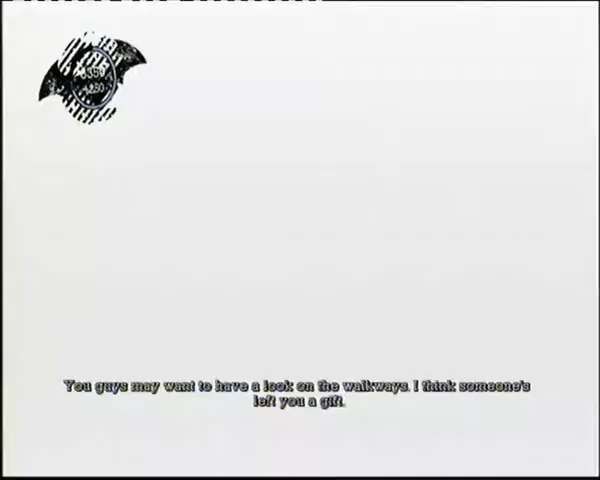 You guys may want to have a look on the walkways. I think someone's
left you a gift.